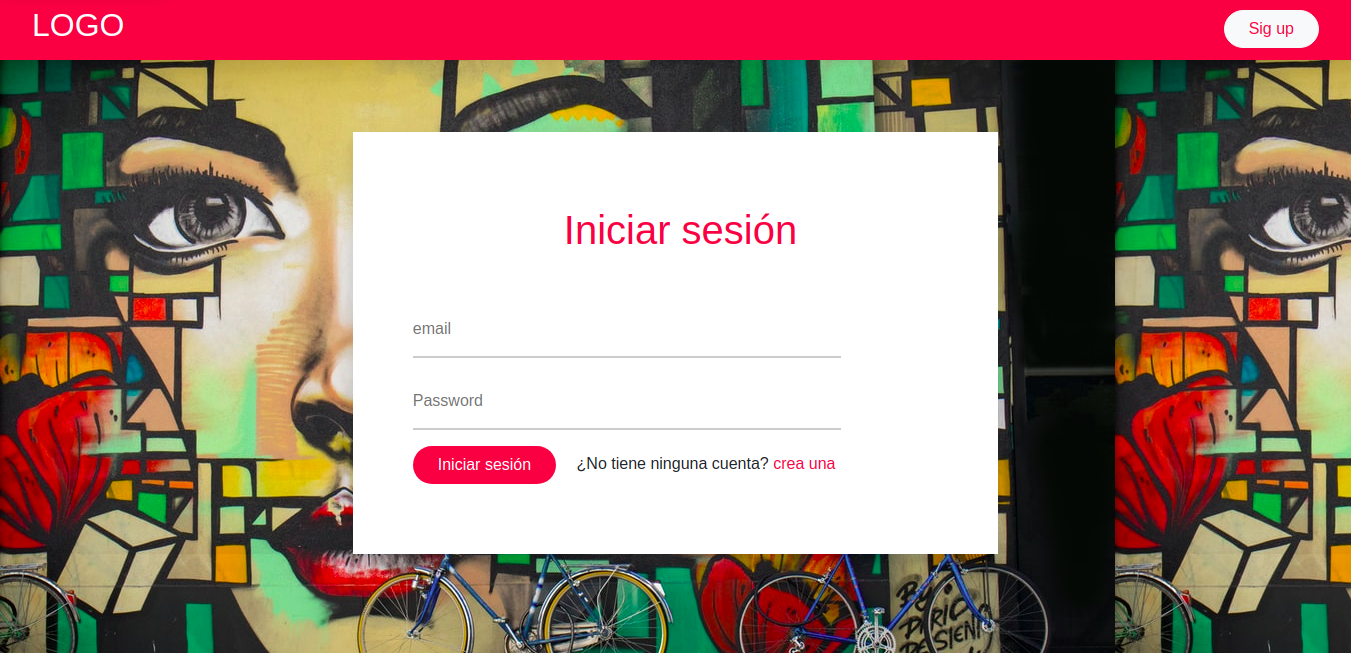 LOGO
Sig up
Iniciar sesión
email
Password
Iniciar sesión ¿No tiene ninguna cuenta? crea una